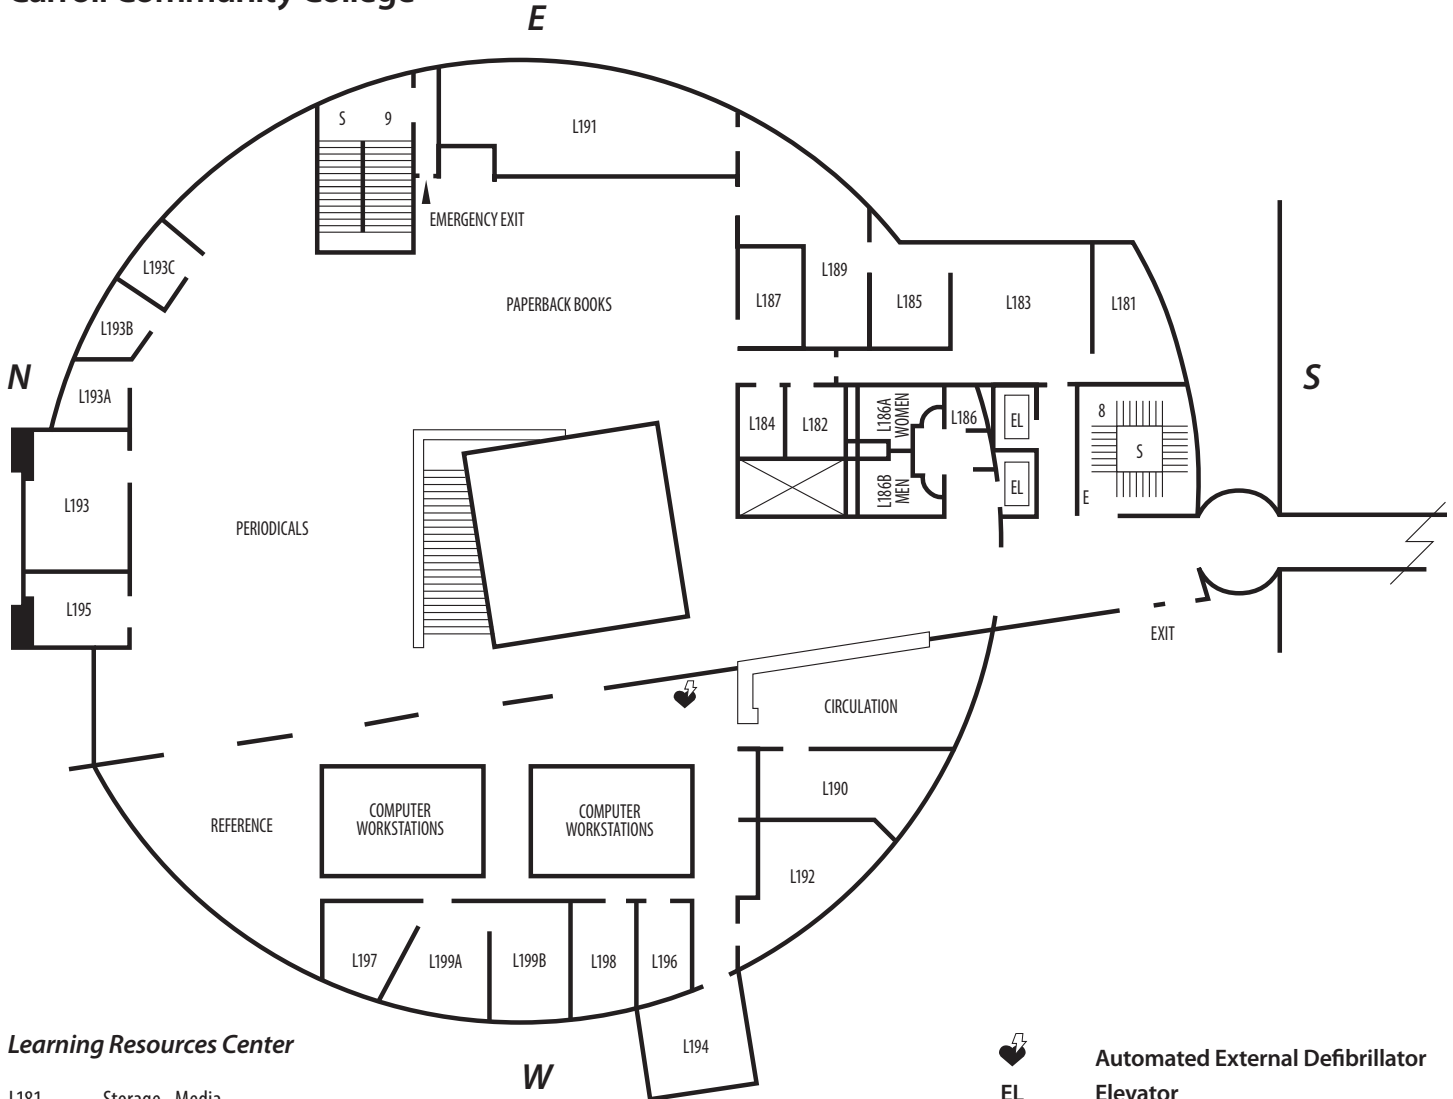 Carroll Community College
E
S 9
L191
EMERGENCY EXIT
L193C
L189
PAPERBACK BOOKS
L187
L185
L183
L181
L193B
N
S
L193A
L184
L182
L186A
WOMEN
L186
EL
8
S
L193
L186B
MEN
EL
E
PERIODICALS
L195
EXIT
CIRCULATION
L190
COMPUTER
WORKSTATIONS
COMPUTER
WORKSTATIONS
REFERENCE
L192
L197
L199A
L199B
L198
L196
Learning Resources Center
L194
W
Automated External Defibrillator
EL Elevator
L181 Storage - Media